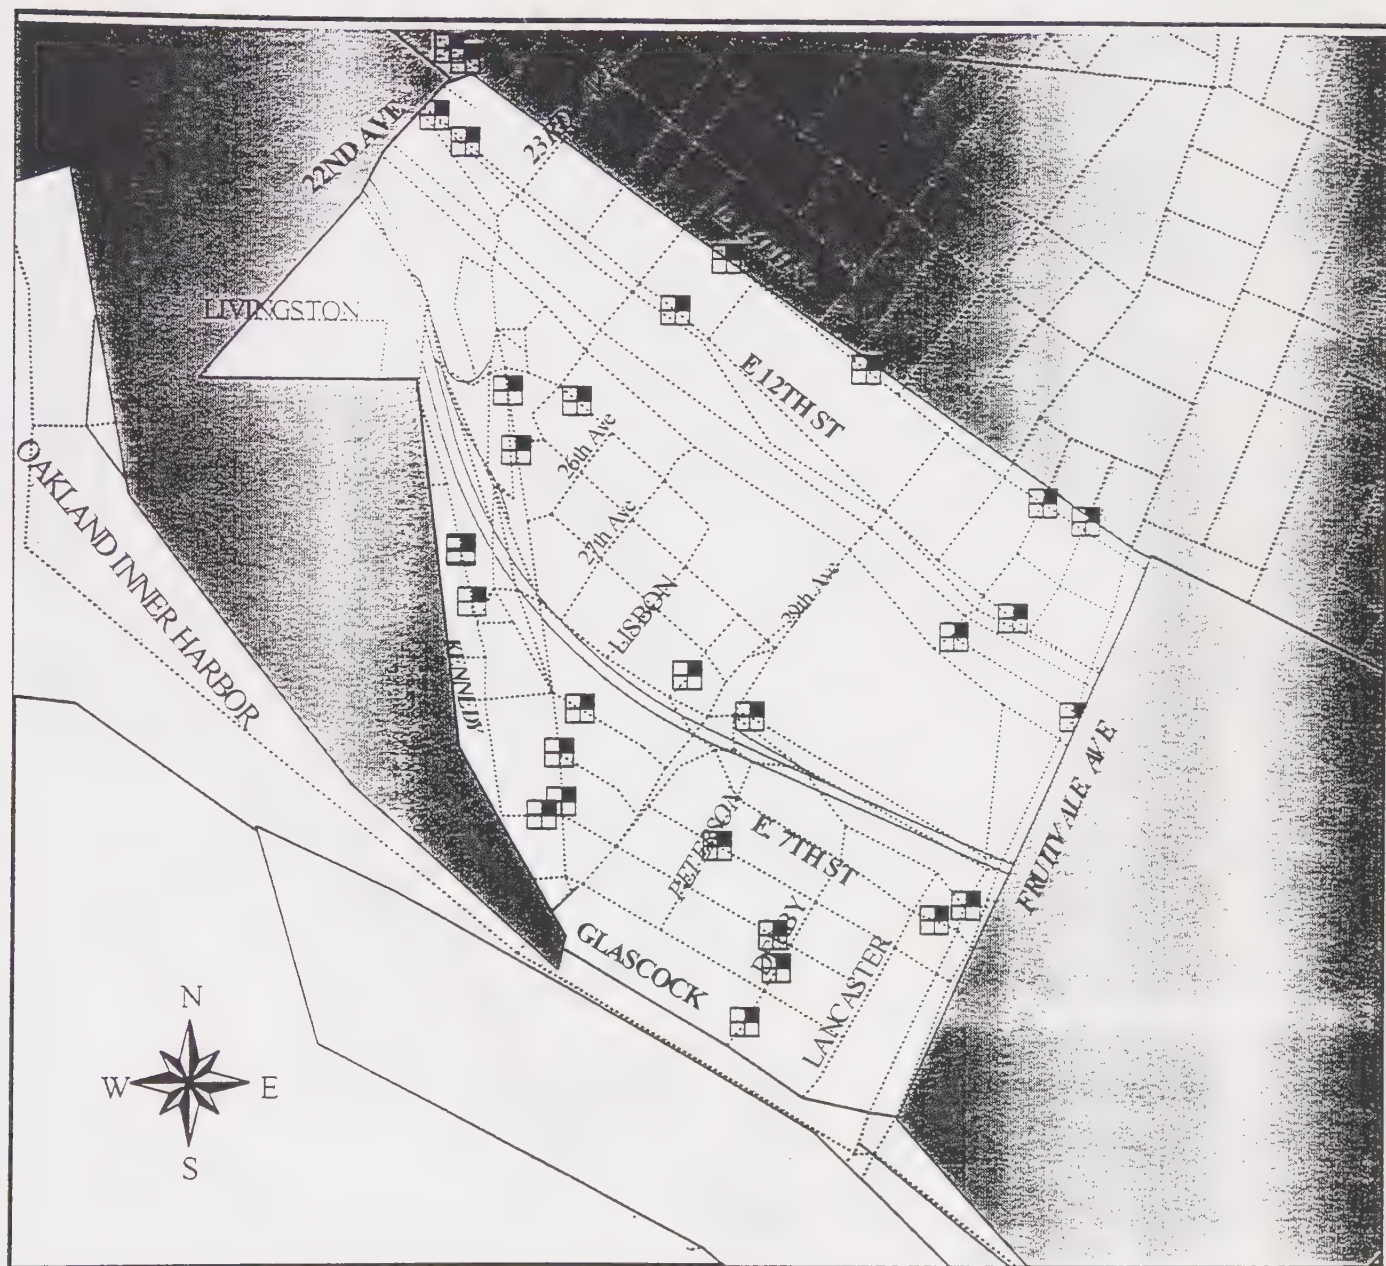 22ND AVE
23RD
LIVINGSTON
E 12TH ST
26th Ave
27th Ave
29th Ave
LISBON
OAKLAND INNER HARBOR
KENNEDY
FRUITVALE AVE
PETERSON
E. 7TH ST
DERBY
LANCASTER
GLASCOCK
N
W E
S